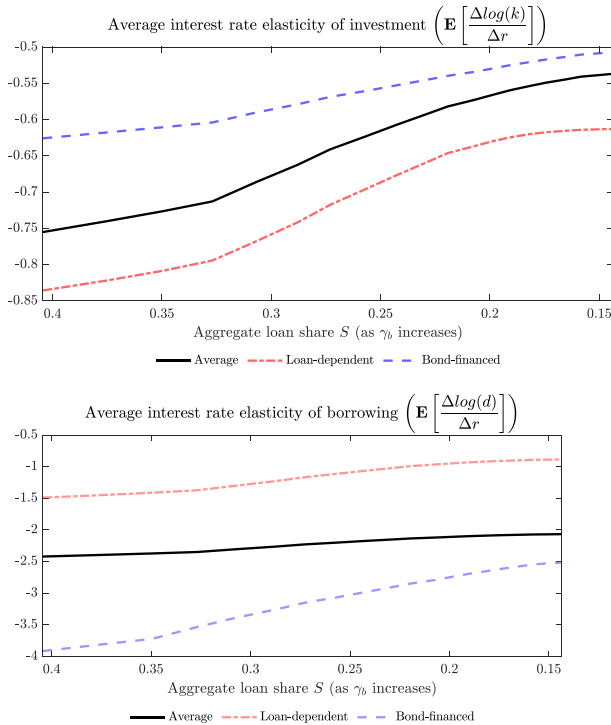 Average interest rate elasticity of investment (E[Δlog(k)/Δr])
-0.5
-0.55
-0.6
-0.65
-0.7
-0.75
-0.8
-0.85
0.4 0.35 0.3 0.25 0.2 0.15
Aggregate loan share S (as γ_b increases)
Average Loan-dependent Bond-financed
Average interest rate elasticity of borrowing (E[Δlog(d)/Δr])
-0.5
-1
-1.5
-2
-2.5
-3
-3.5
-4
0.4 0.35 0.3 0.25 0.2 0.15
Aggregate loan share S (as γ_b increases)
Average Loan-dependent Bond-financed